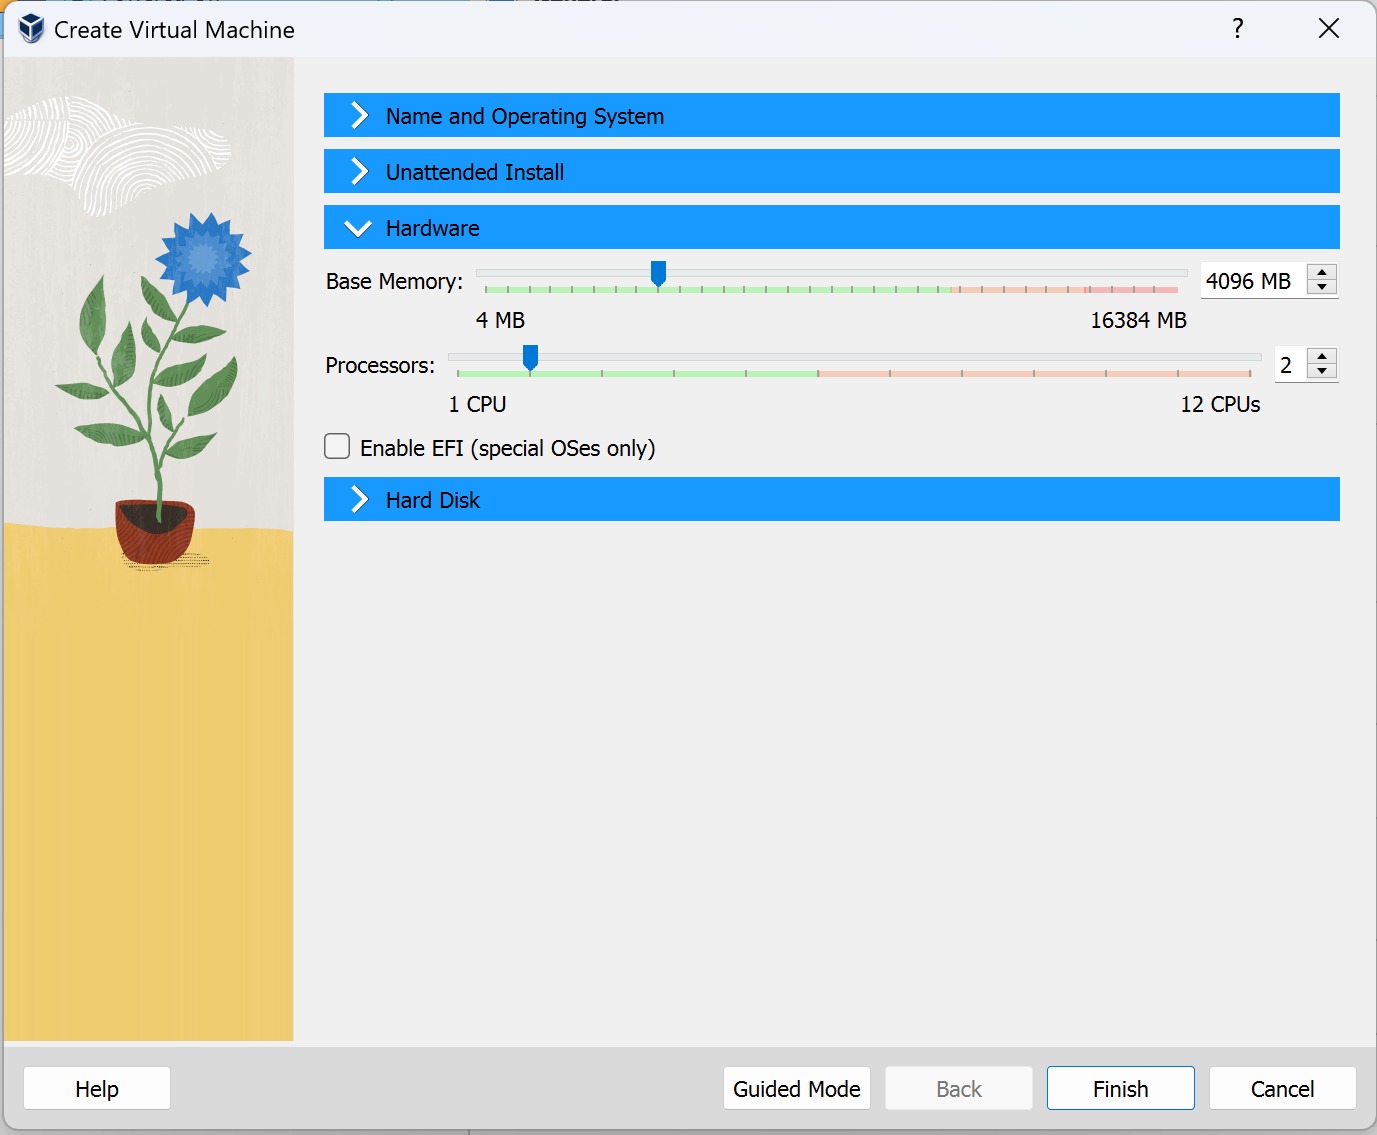 Create Virtual Machine
?
Name and Operating System
Unattended Install
Hardware
Base Memory:
4096 MB
4 MB
16384 MB
Processors:
2
1 CPU
12 CPUs
Enable EFI (special OSes only)
Hard Disk
Help
Guided Mode
Back
Finish
Cancel